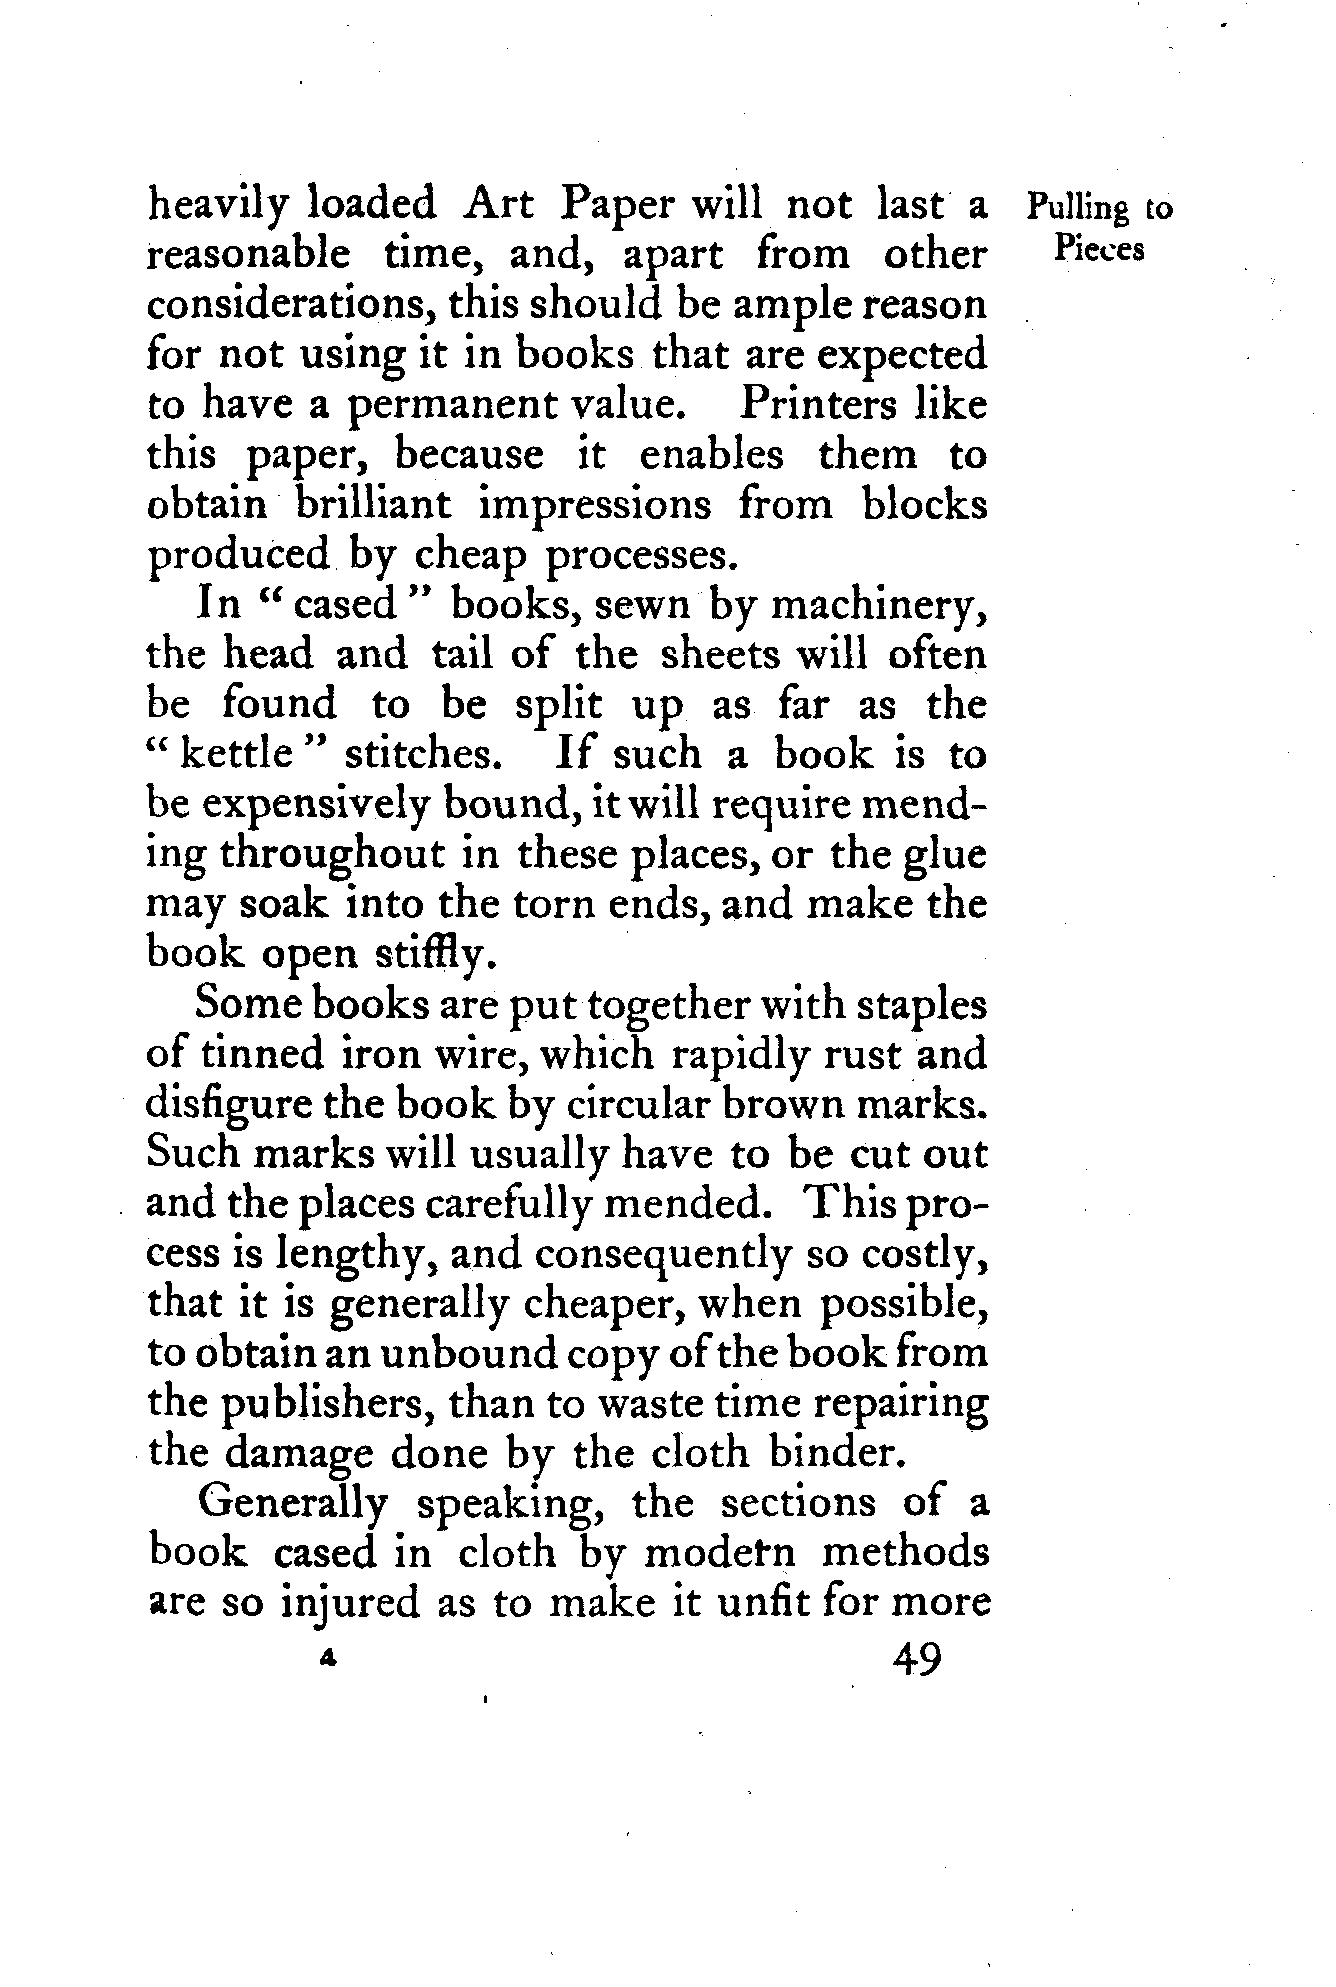 heavily loaded Art Paper will not last a
reasonable time, and, apart from other
considerations, this should be ample reason
for not using it in books that are expected
to have a permanent value. Printers like
this paper, because it enables them to
obtain brilliant impressions from blocks
produced by cheap processes.
In “ cased ” books, sewn by machinery,
the head and tail of the sheets will often
be found to be split up as far as the
“ kettle ” stitches. If such a book is to
be expensively bound, it will require mend-
ing throughout in these places, or the glue
may soak into the torn ends, and make the
book open stiffly.
Some books are put together with staples
of tinned iron wire, which rapidly rust and
disfigure the book by circular brown marks.
Such marks will usually have to be cut out
and the places carefully mended. This pro-
cess is lengthy, and consequently so costly,
that it is generally cheaper, when possible,
to obtain an unbound copy of the book from
the publishers, than to waste time repairing
the damage done by the cloth binder.
Generally speaking, the sections of a
book cased in cloth by modern methods
are so injured as to make it unfit for more
4 49
Pulling to
Pieces